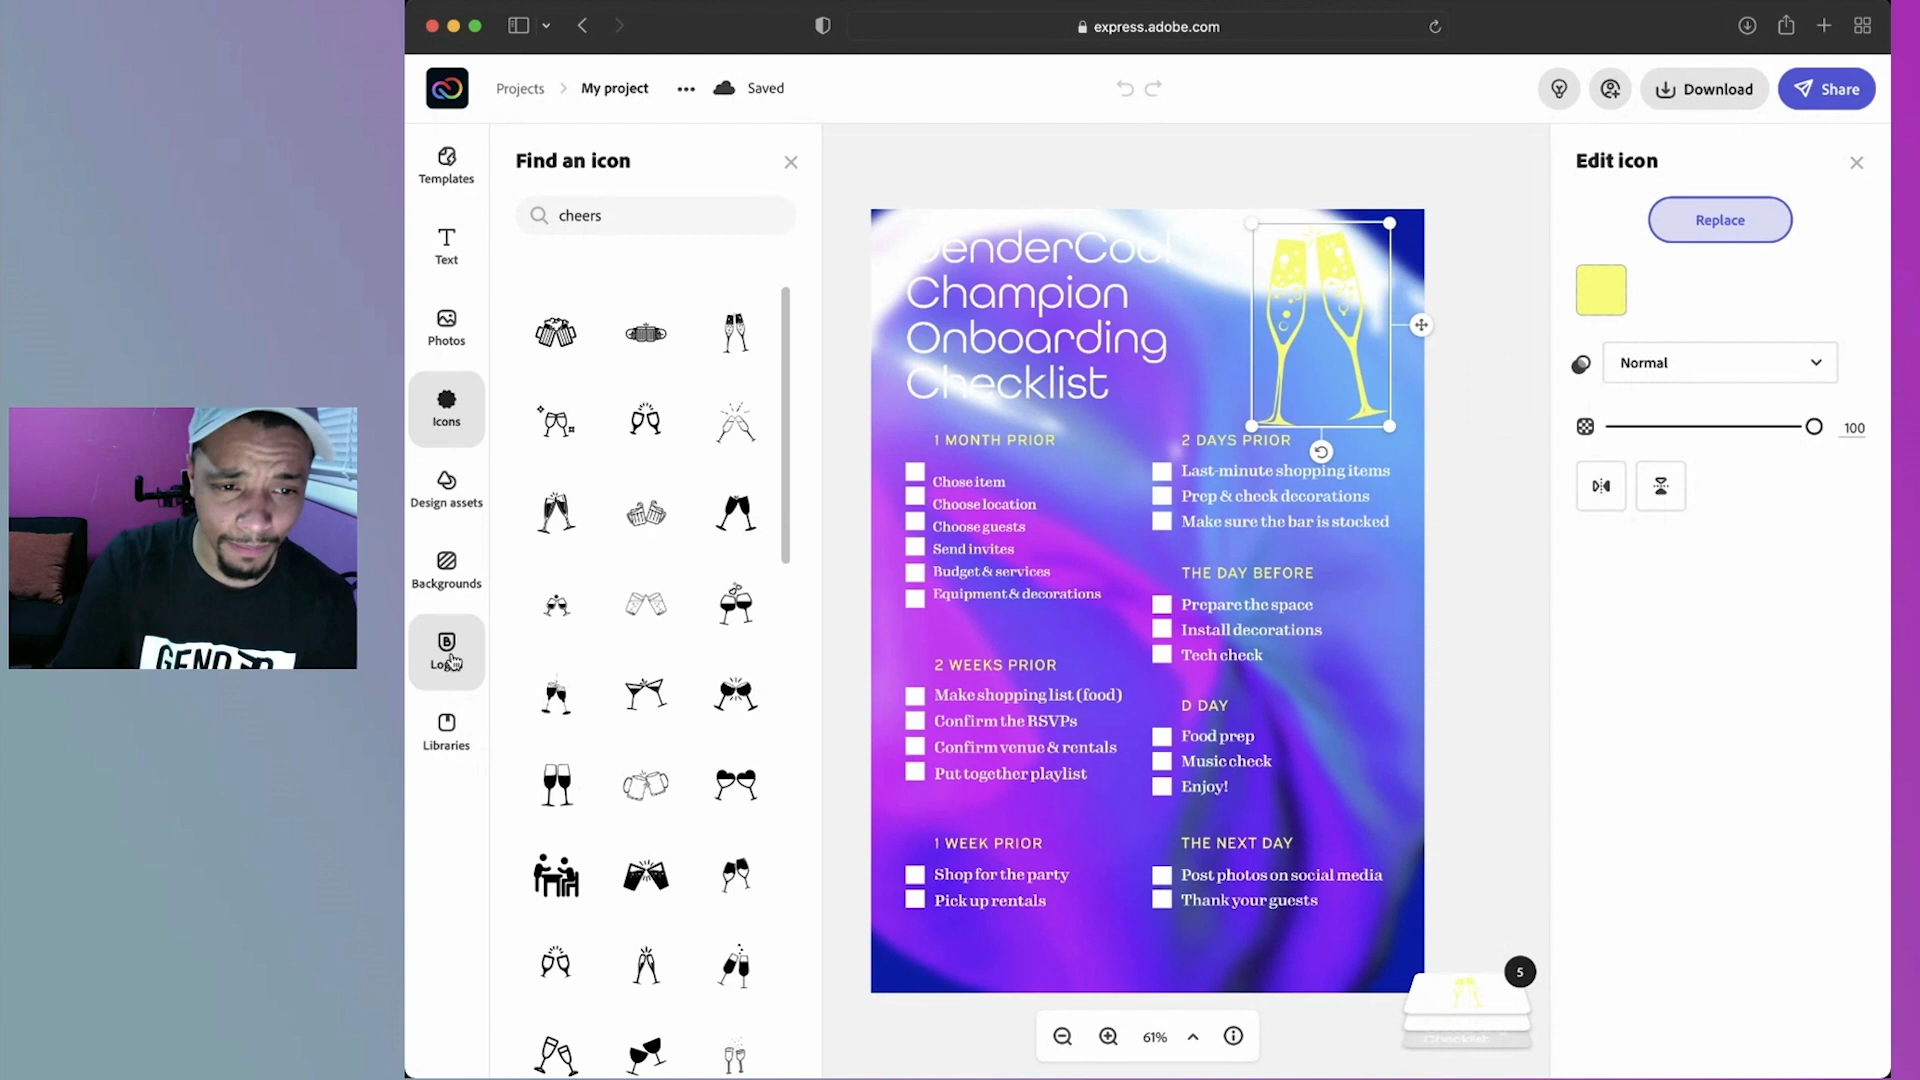 express.adobe.com
Projects
My project
Saved
Download
Share
Templates
Text
Photos
Icons
Design assets
Backgrounds
Libraries
Find an icon
cheers
Edit icon
Replace
Normal
100
Champion
Onboarding
Checklist
1 MONTH PRIOR
Chose item
Choose location
Choose guests
Send invites
Budget & services
Equipment & decorations
2 WEEKS PRIOR
Make shopping list (food)
Confirm the RSVPs
Confirm venue & rentals
Put together playlist
1 WEEK PRIOR
Shop for the party
Pick up rentals
2 DAYS PRIOR
Last-minute shopping items
Prep & check decorations
Make sure the bar is stocked
THE DAY BEFORE
Prepare the space
Install decorations
Tech check
D DAY
Food prep
Music check
Enjoy!
THE NEXT DAY
Post photos on social media
Thank your guests
5
Checklist
61%